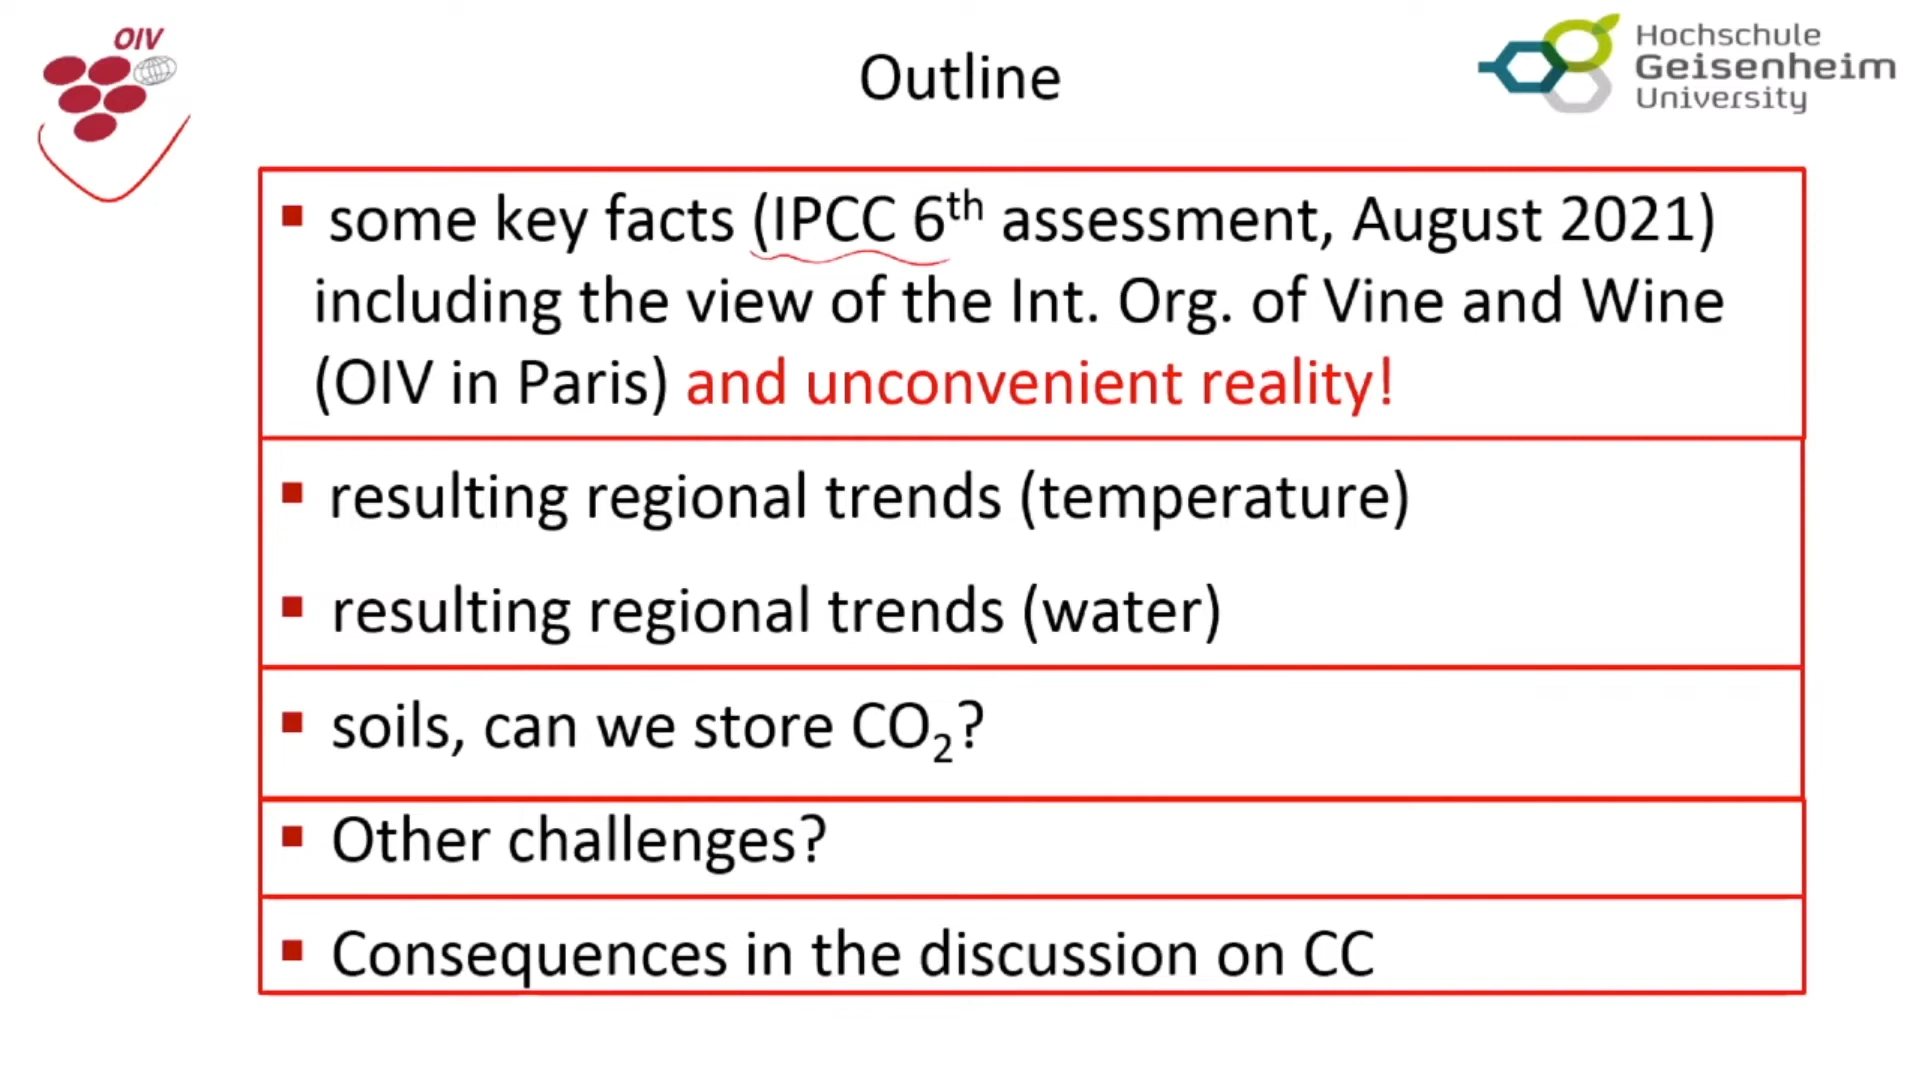 OIV
Outline
Hochschule
Geisenheim
University
▪ some key facts (IPCC 6th assessment, August 2021)
including the view of the Int. Org. of Vine and Wine
(OIV in Paris) and unconvenient reality!
▪ resulting regional trends (temperature)
▪ resulting regional trends (water)
▪ soils, can we store CO₂?
▪ Other challenges?
▪ Consequences in the discussion on CC